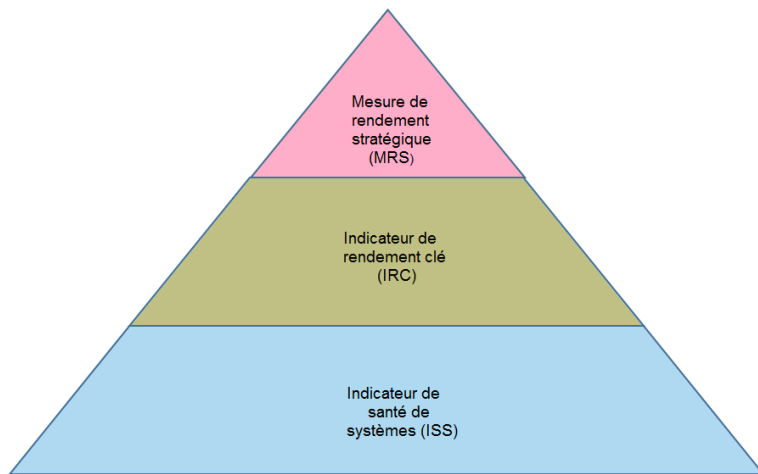 Mesure de
rendement
stratégique
(MRS)
Indicateur de
rendement clé
(IRC)
Indicateur de
santé de
systèmes (ISS)